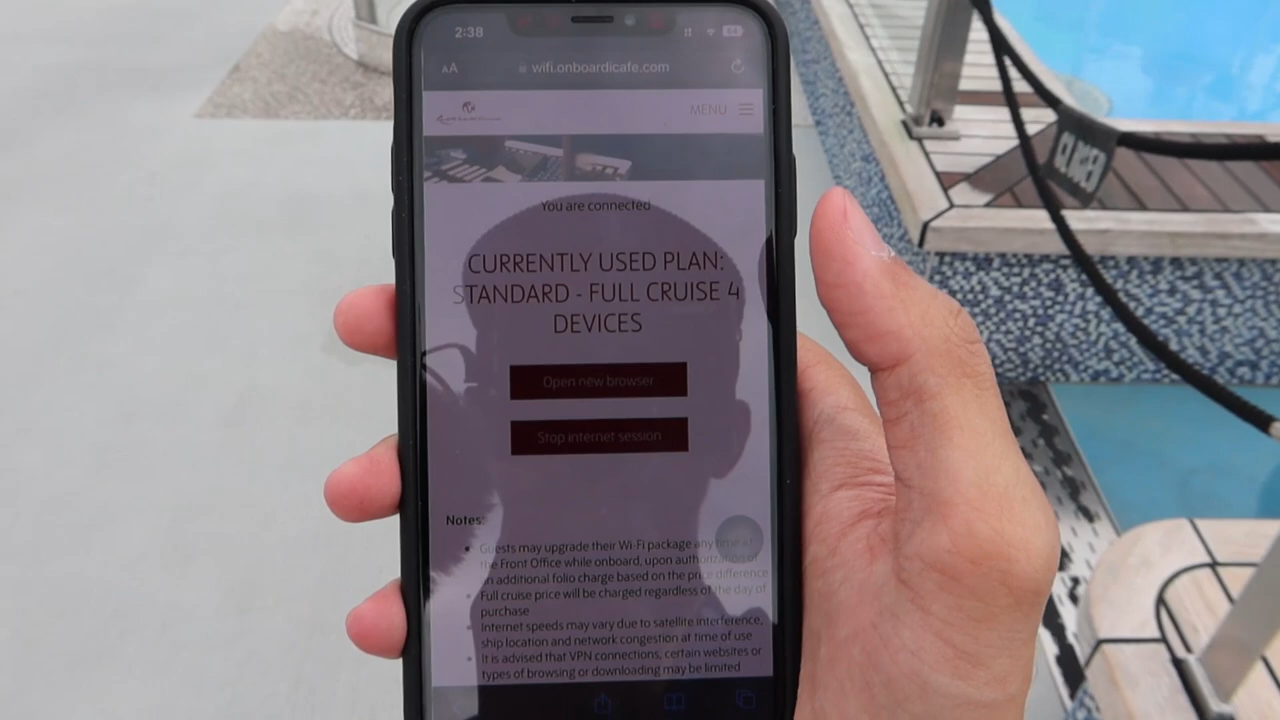 2:38
54
AA
wifi.onboardicafe.com
MENU
You are connected
CURRENTLY USED PLAN:
STANDARD - FULL CRUISE 4
DEVICES
Open new browser
Stop internet session
Notes:
Guests may upgrade their Wi-Fi package any time at
the Front Office while onboard, upon authorization of
an additional folio charge based on the price difference
Full cruise price will be charged regardless of the day of
purchase
Internet speeds may vary due to satellite interference,
ship location and network congestion at time of use
It is advised that VPN connections, certain websites or
types of browsing or downloading may be limited
CLOSED